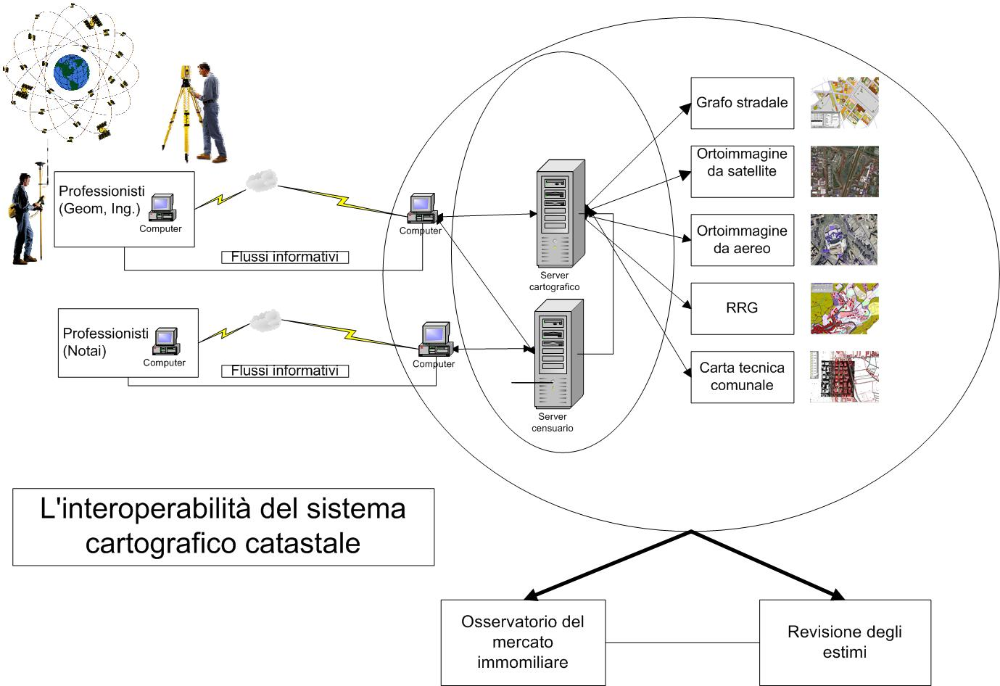 Professionisti
(Geom, Ing.)
Computer
Flussi informativi
Computer
Professionisti
(Notai)
Computer
Flussi informativi
Computer
Server
cartografico
Server
censuario
Grafo stradale
Ortoimmagine
da satellite
Ortoimmagine
da aereo
RRG
Carta tecnica
comunale
L'interoperabilità del sistema
cartografico catastale
Osservatorio del
mercato
immomiliare
Revisione degli
estimi